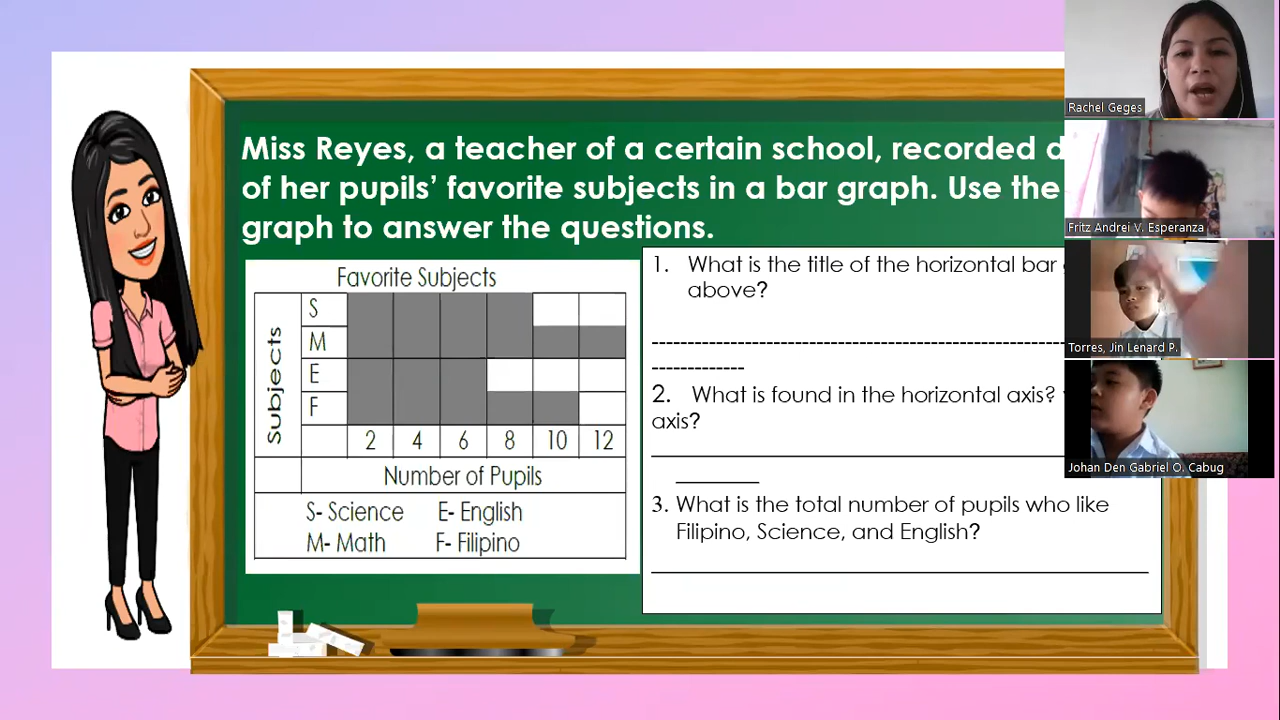 Miss Reyes, a teacher of a certain school, recorded
of her pupils’ favorite subjects in a bar graph. Use the
graph to answer the questions.
Favorite Subjects
Subjects
S
M
E
F
2 4 6 8 10 12
Number of Pupils
S- Science E- English
M- Math F- Filipino
1. What is the title of the horizontal bar
above?
2. What is found in the horizontal axis?
axis?
3. What is the total number of pupils who like
Filipino, Science, and English?
Rachel Geges
Fritz Andrei V. Esperanza
Torres, Jin Lenard P.
Johan Den Gabriel O. Cabug